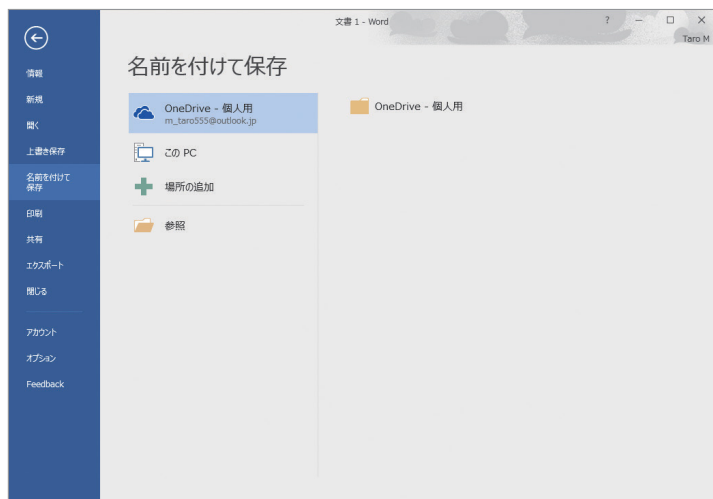 文書 1 - Word
?
Taro M
情報
新規
開く
上書き保存
名前を付けて
保存
印刷
共有
エクスポート
閉じる
アカウント
オプション
Feedback
名前を付けて保存
OneDrive - 個人用
m_taro555@outlook.jp
この PC
場所の追加
参照
OneDrive - 個人用